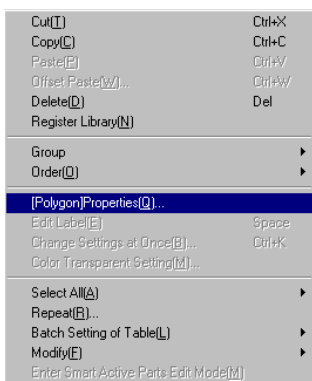 Cut(T) Ctrl+X
Copy(C) Ctrl+C
Paste(P) Ctrl+V
Offset Paste(W)... Ctrl+W
Delete(D) Del
Register Library(N)
Group
Order(O)
[Polygon]Properties(Q)...
Edit Label(E) Space
Change Settings at Once(B)... Ctrl+K
Color Transparent Setting(M)...
Select All(A)
Repeat(R)...
Batch Setting of Table(L)
Modify(F)
Enter Smart Active Parts Edit Mode(M)